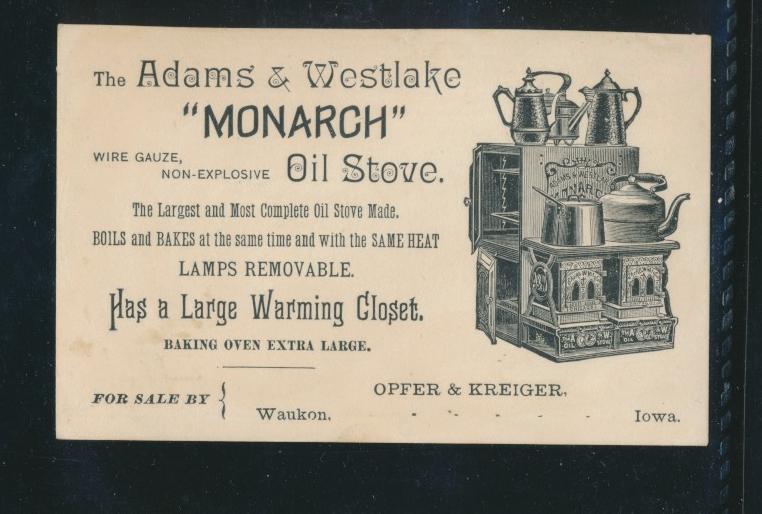 The Adams & Westlake
"MONARCH"
WIRE GAUZE,
NON-EXPLOSIVE Oil Stove.
The Largest and Most Complete Oil Stove Made.
BOILS and BAKES at the same time and with the SAME HEAT
LAMPS REMOVABLE.
Has a Large Warming Closet.
BAKING OVEN EXTRA LARGE.
FOR SALE BY {
OPFER & KREIGER,
Waukon, - - - - Iowa.